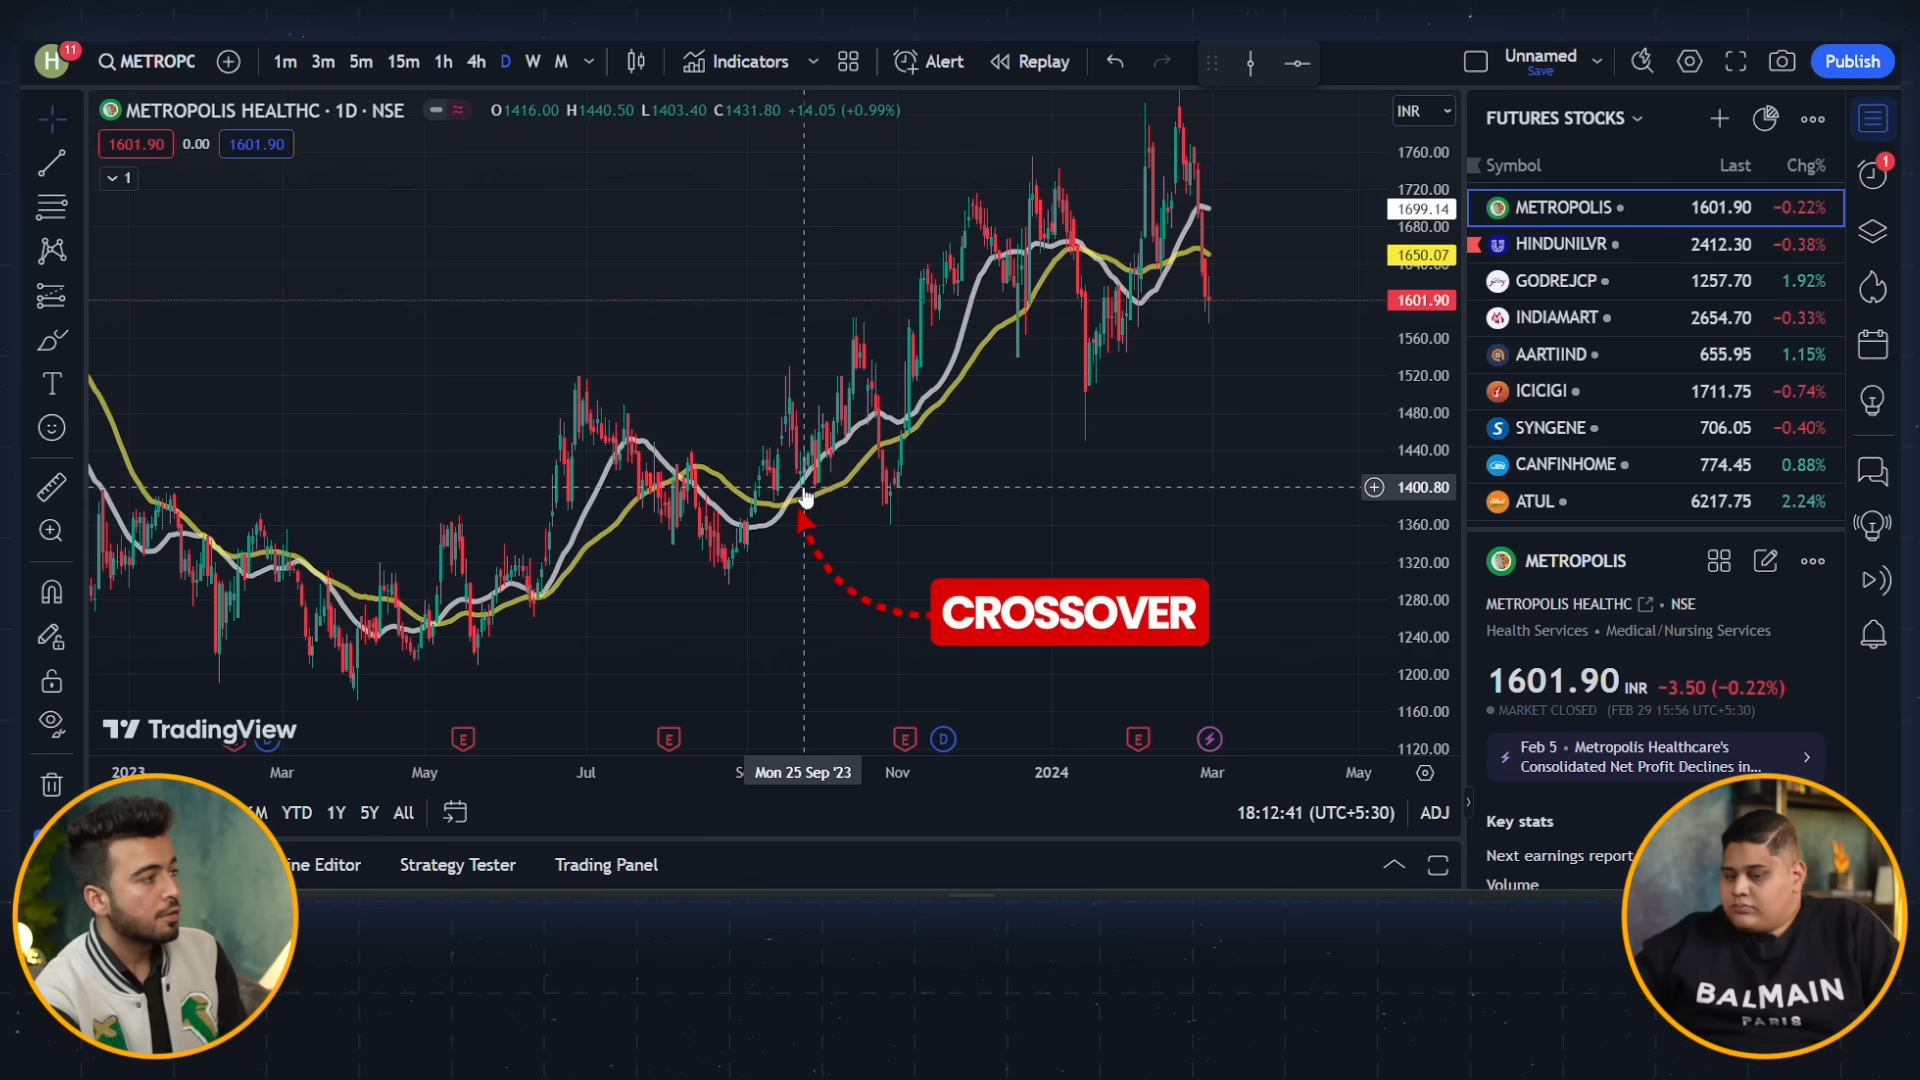 H 11 METROPC 1m 3m 5m 15m 1h 4h D W M Indicators Alert Replay Unnamed Save Publish
METROPOLIS HEALTHC · 1D · NSE O1416.00 H1440.50 L1403.40 C1431.80 +14.05 (+0.99%) INR
1601.90 0.00 1601.90
1
1760.00
1720.00
1699.14
1680.00
1650.07
1601.90
1560.00
1520.00
1480.00
1440.00
1400.80
1360.00
1320.00
1280.00
1240.00
1200.00
1160.00
1120.00
CROSSOVER
TradingView
E E E D E
2023 Mar May Jul Mon 25 Sep '23 Nov 2024 Mar May
YTD 1Y 5Y All 18:12:41 (UTC+5:30) ADJ
ine Editor Strategy Tester Trading Panel
FUTURES STOCKS
Symbol Last Chg%
METROPOLIS 1601.90 −0.22%
HINDUNILVR 2412.30 −0.38%
GODREJCP 1257.70 1.92%
INDIAMART 2654.70 −0.33%
AARTIIND 655.95 1.15%
ICICIGI 1711.75 −0.74%
SYNGENE 706.05 −0.40%
CANFINHOME 774.45 0.88%
ATUL 6217.75 2.24%
1
METROPOLIS
METROPOLIS HEALTHC • NSE
Health Services • Medical/Nursing Services
1601.90 INR −3.50 (−0.22%)
MARKET CLOSED (FEB 29 15:56 UTC+5:30)
Feb 5 • Metropolis Healthcare's
Consolidated Net Profit Declines in...
Key stats
Next earnings report
Volume
BALMAIN
PARIS